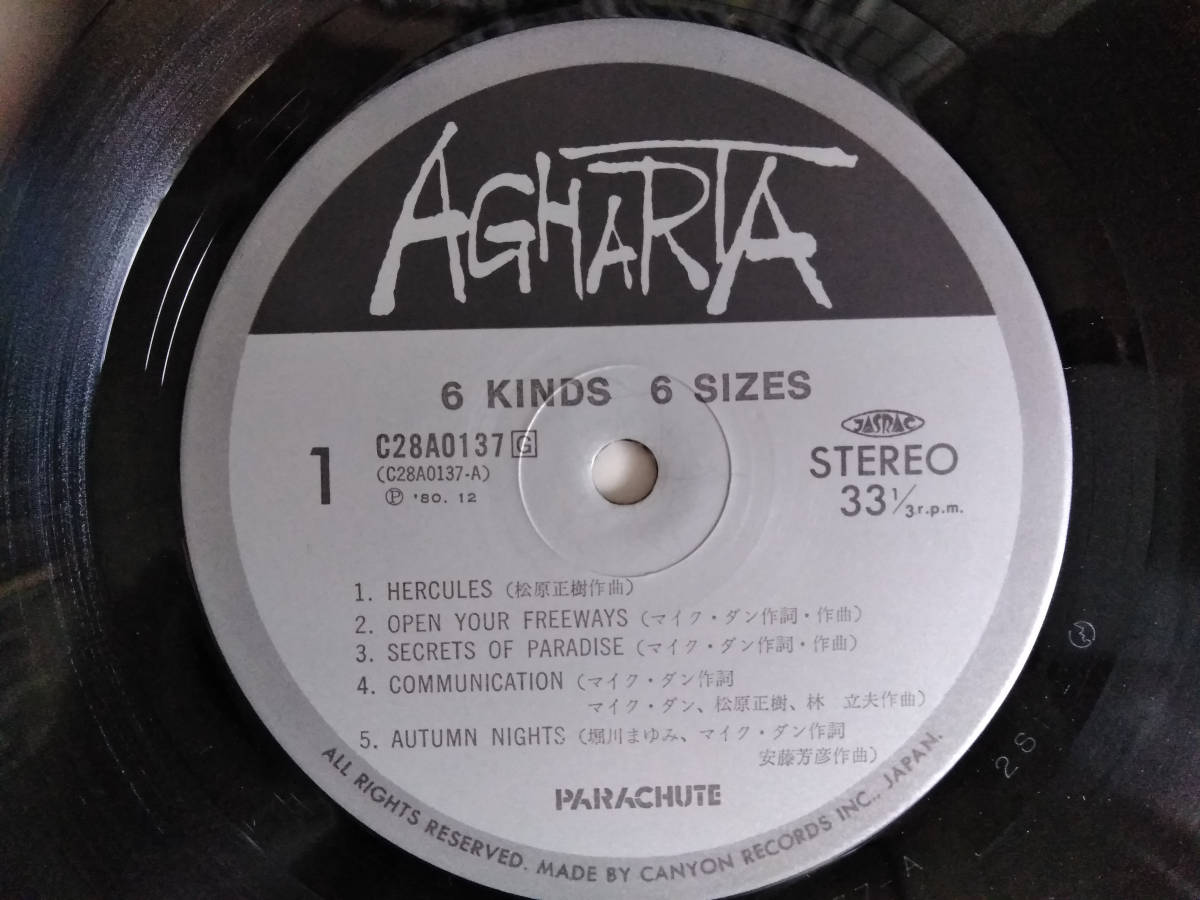 AGHARTA
6 KINDS 6 SIZES
1
C28A0137 G
(C28A0137-A)
Ⓟ '80. 12
JASRAC
STEREO
33 1/3 r.p.m.
1. HERCULES (松原正樹作曲)
2. OPEN YOUR FREEWAYS (マイク・ダン作詞・作曲)
3. SECRETS OF PARADISE (マイク・ダン作詞・作曲)
4. COMMUNICATION (マイク・ダン作詞
マイク・ダン、松原正樹、林 立夫作曲)
5. AUTUMN NIGHTS (堀川まゆみ、マイク・ダン作詞
安藤芳彦作曲)
PARACHUTE
ALL RIGHTS RESERVED. MADE BY CANYON RECORDS INC., JAPAN.
2S
7-A